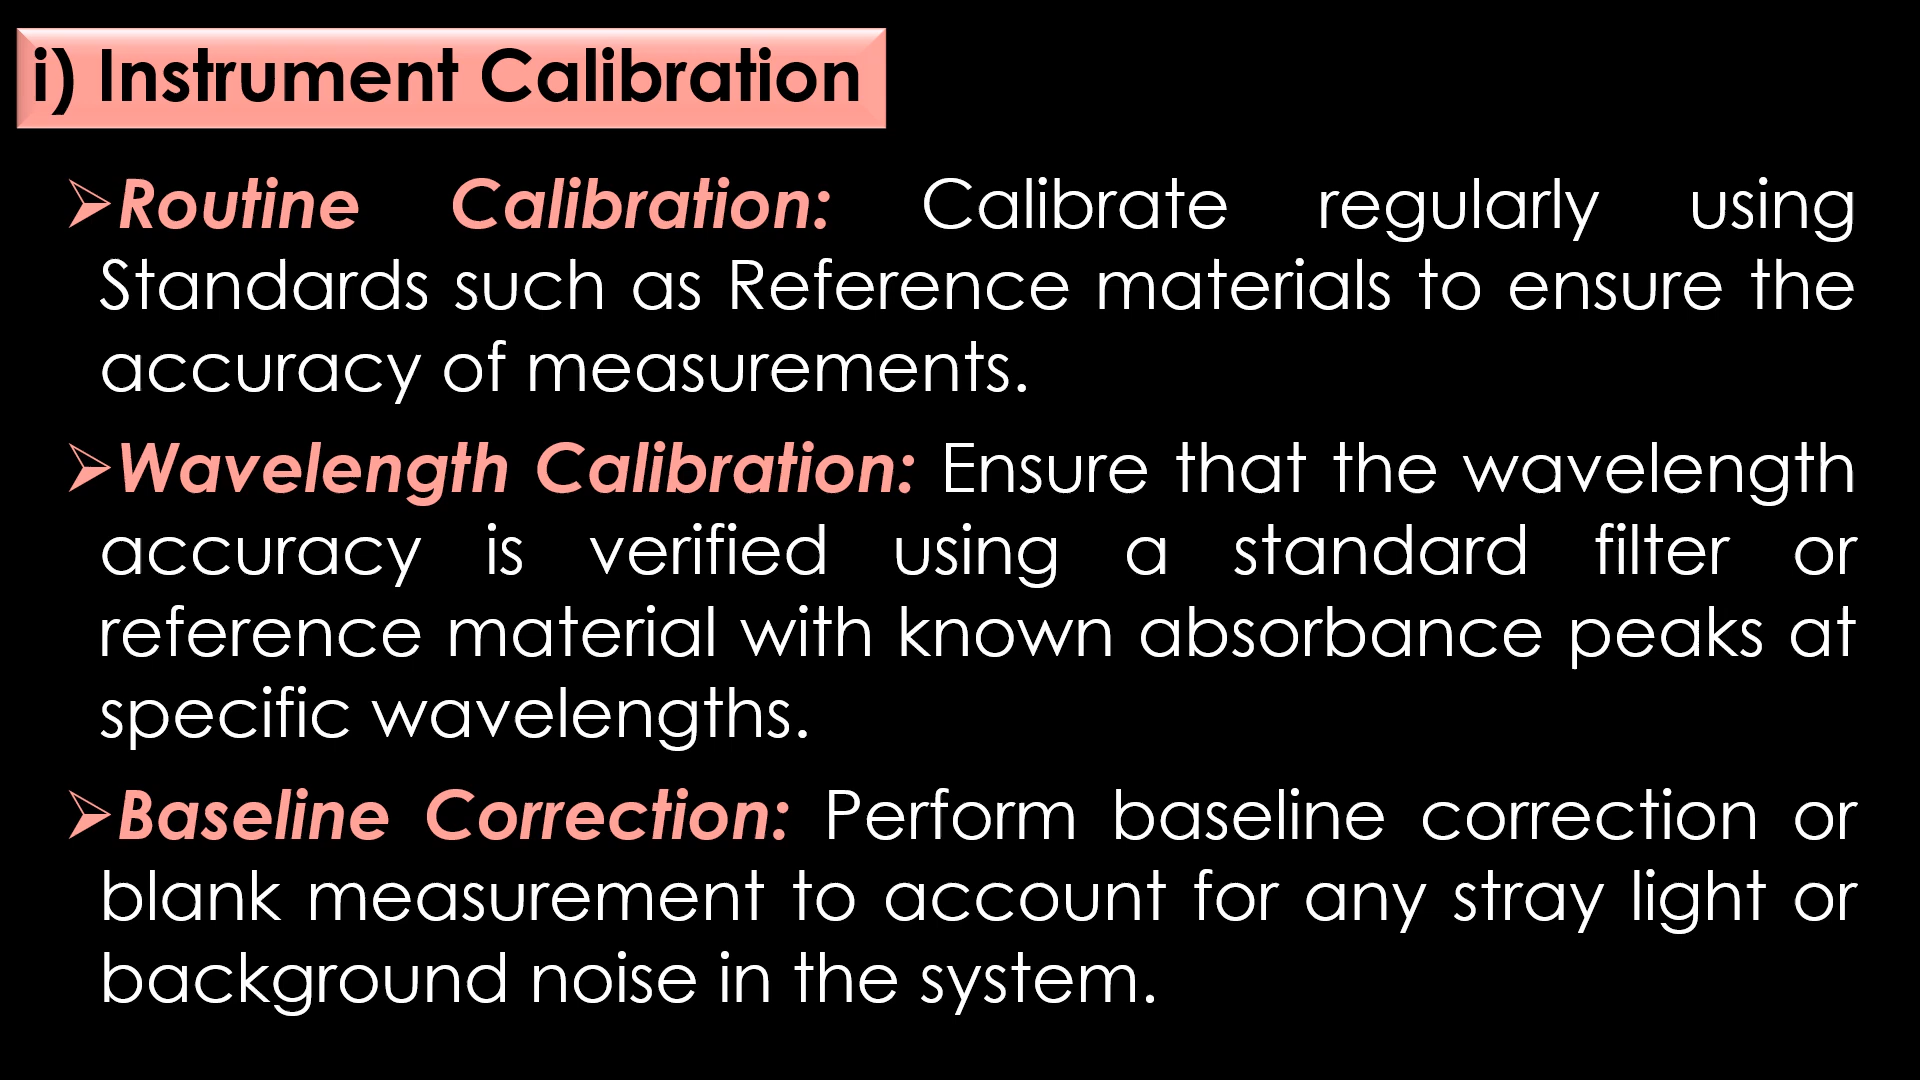 i) Instrument Calibration
➢Routine Calibration: Calibrate regularly using
Standards such as Reference materials to ensure the
accuracy of measurements.
➢Wavelength Calibration: Ensure that the wavelength
accuracy is verified using a standard filter or
reference material with known absorbance peaks at
specific wavelengths.
➢Baseline Correction: Perform baseline correction or
blank measurement to account for any stray light or
background noise in the system.